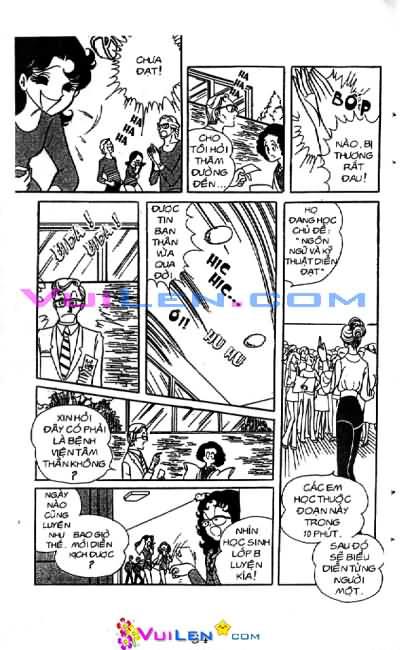 CHƯA
ĐẠT!
HA
HA
HA
HA
HA
HA
HA
CHO
TÔI HỎI
THĂM
ĐƯỜNG
ĐẾN...
BỐP
NÀO, BỊ
THƯƠNG
RẤT
ĐAU!
UIDA!
UIDA!
ĐƯỢC
TIN
BẠN
THÂN
VỪA
QUA
ĐỜI
HIC
HIC...
ÔI!
HU HU
HỌ
ĐANG HỌC
CHỦ ĐỀ:
"NGÔN
NGỮ VÀ KỸ
THUẬT DIỄN
ĐẠT"
VuiLen.com
XIN HỎI
ĐÂY CÓ PHẢI
LÀ BỆNH
VIỆN TÂM
THẦN KHÔNG
?
CÁC EM
HỌC THUỘC
ĐOẠN NÀY
TRONG
10 PHÚT.
SAU ĐÓ
SẼ BIỂU
DIỄN TỪNG
NGƯỜI
MỘT.
NGÀY
NÀO
CŨNG
LUYỆN
NHƯ
THẾ.
BAO GIỜ
MỚI DIỄN
KỊCH ĐƯỢC
?
NHÌN
HỌC SINH
LỚP B
LUYỆN
KÌA!
VuiLen.com